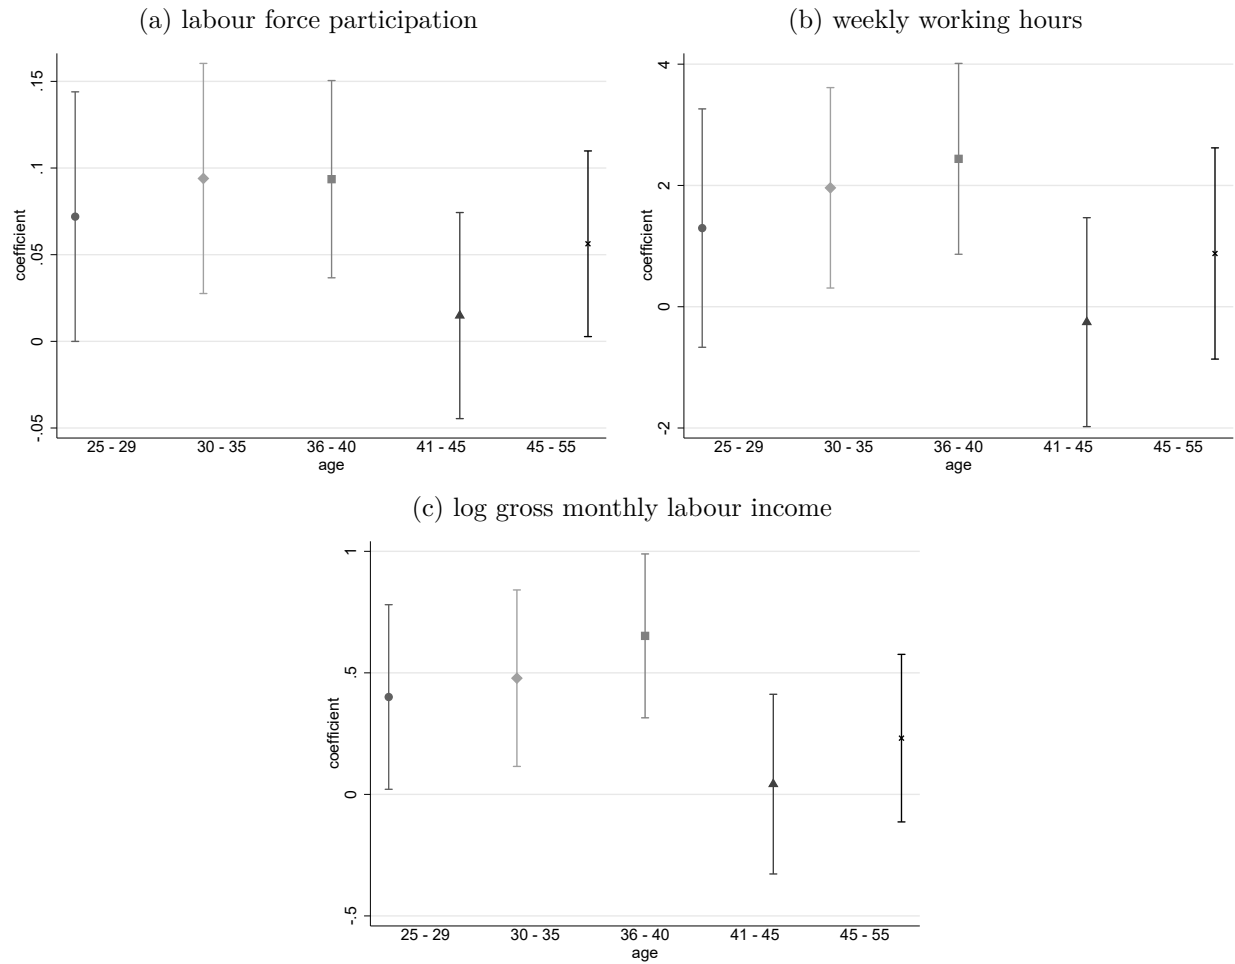 (a) labour force participation
coefficient
.15
.1
.05
0
-.05
25 - 29 30 - 35 36 - 40 41 - 45 45 - 55
age
(b) weekly working hours
coefficient
4
2
0
-2
25 - 29 30 - 35 36 - 40 41 - 45 45 - 55
age
(c) log gross monthly labour income
coefficient
1
.5
0
-.5
25 - 29 30 - 35 36 - 40 41 - 45 45 - 55
age